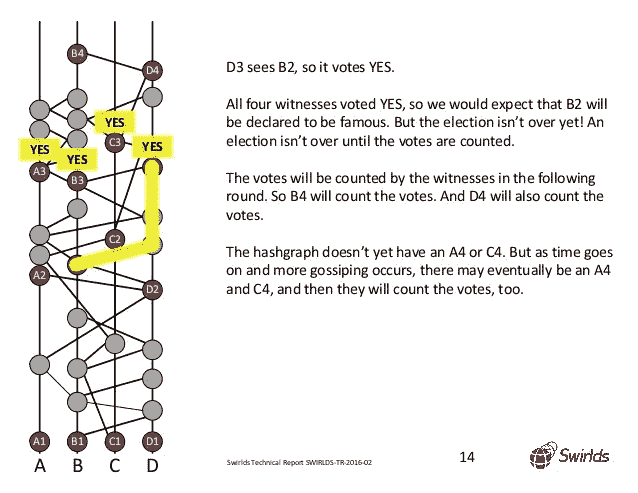 B4
D4
D3 sees B2, so it votes YES.
All four witnesses voted YES, so we would expect that B2 will
be declared to be famous. But the election isn't over yet! An
election isn't over until the votes are counted.
YES
C3
YES
YES
YES
A3
B3
The votes will be counted by the witnesses in the following
round. So B4 will count the votes. And D4 will also count the
votes.
C2
The hashgraph doesn't yet have an A4 or C4. But as time goes
on and more gossiping occurs, there may eventually be an A4
and C4, and then they will count the votes, too.
A2
D2
A1
B1
C1
D1
A B C D
Swirlds Technical Report SWIRLDS-TR-2016-02
14
Swirlds